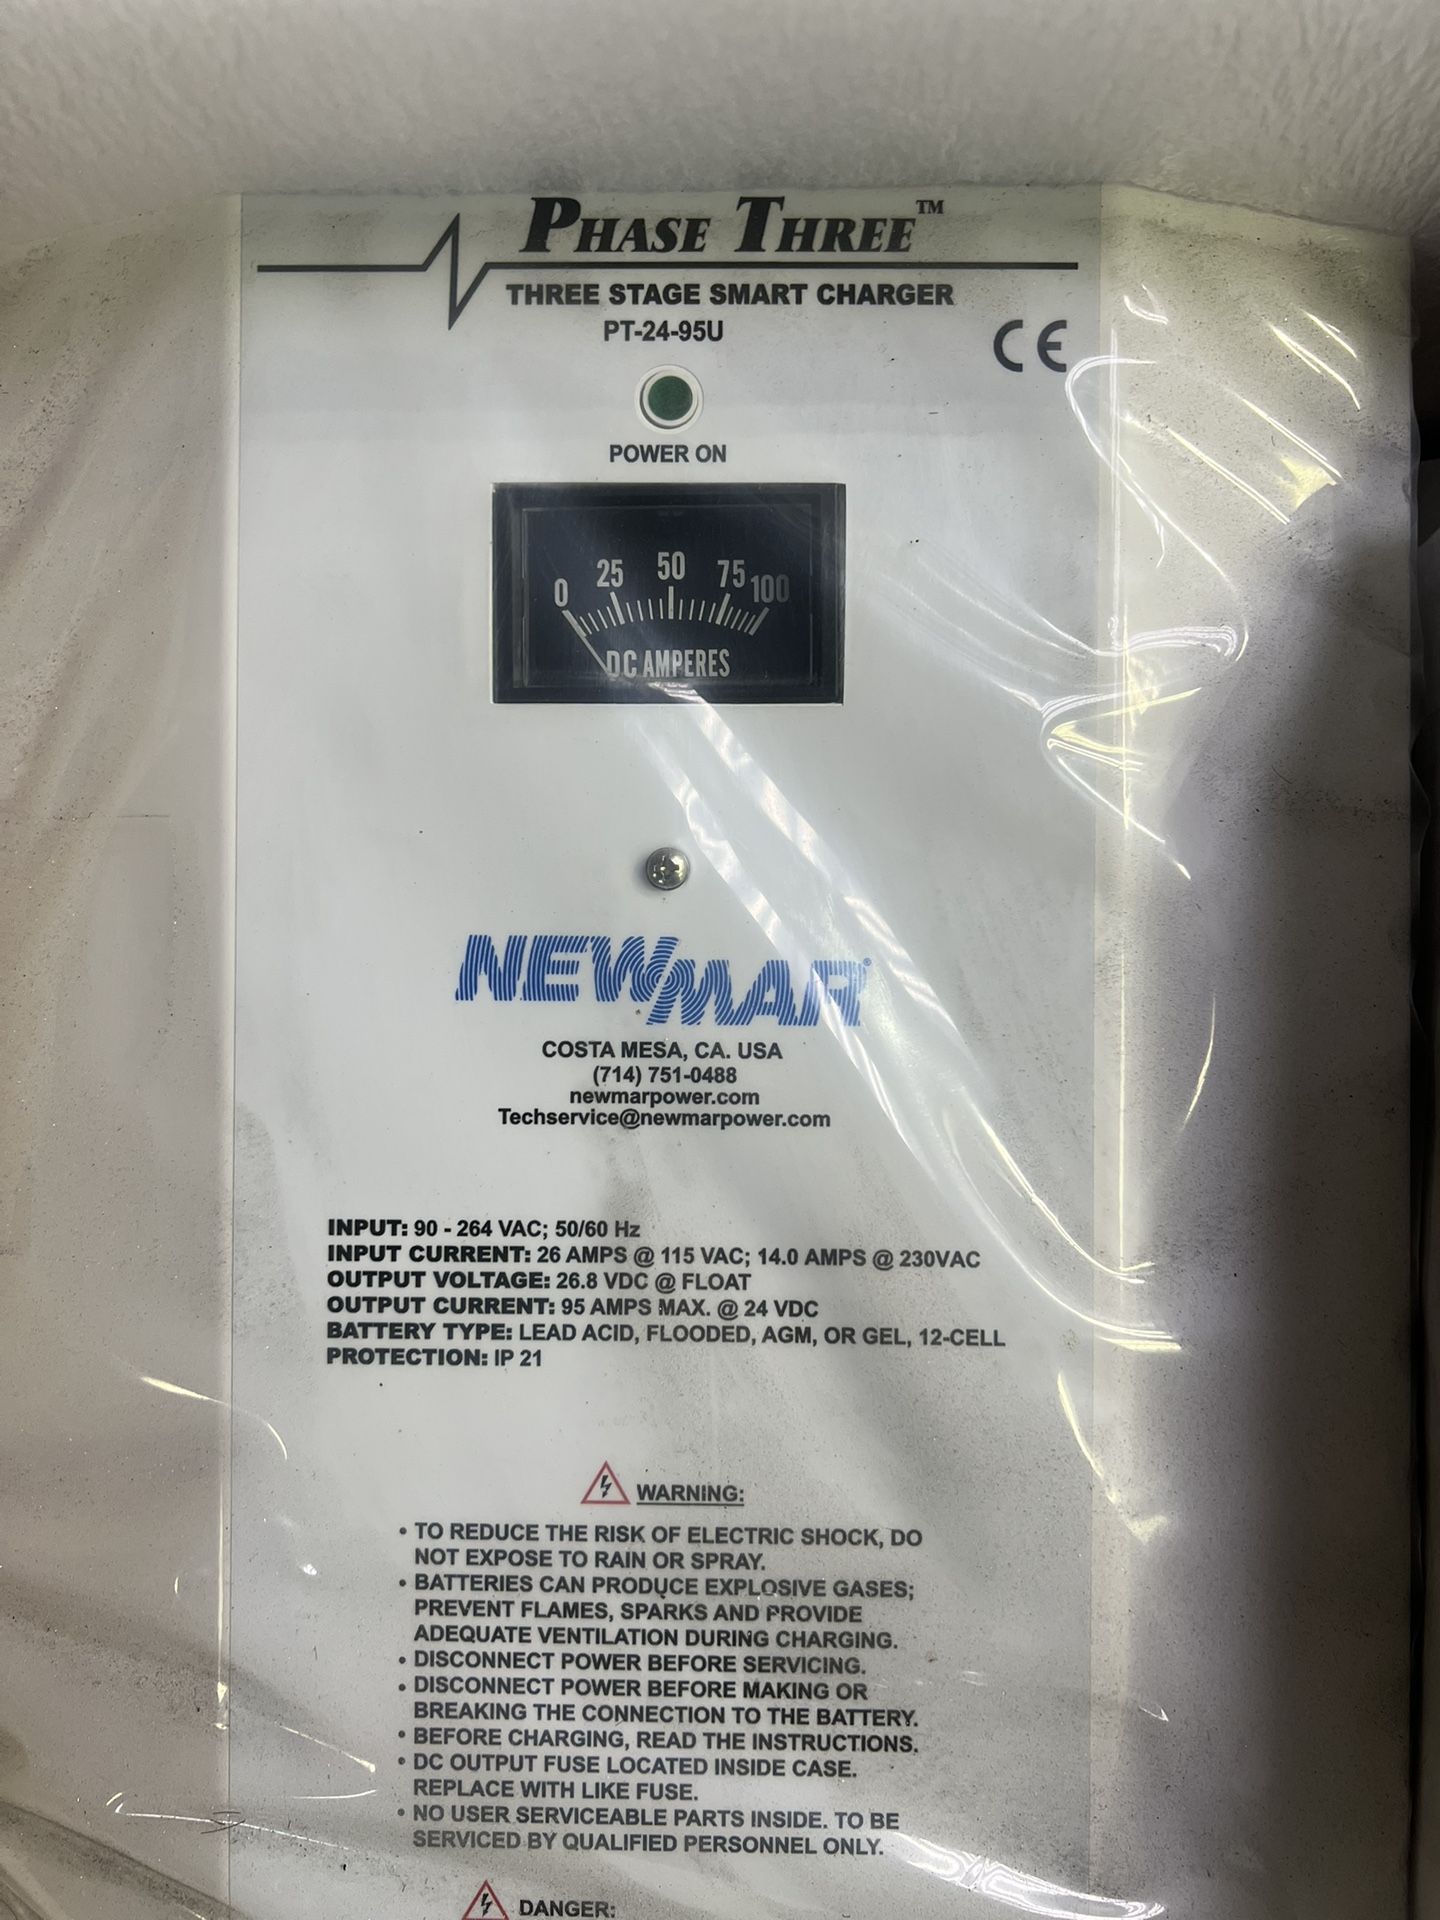 PHASE THREE™
THREE STAGE SMART CHARGER
PT-24-95U
CE
POWER ON
0 25 50 75 100
DC AMPERES
NEWMAR®
COSTA MESA, CA. USA
(714) 751-0488
newmarpower.com
Techservice@newmarpower.com
INPUT: 90 - 264 VAC; 50/60 Hz
INPUT CURRENT: 26 AMPS @ 115 VAC; 14.0 AMPS @ 230VAC
OUTPUT VOLTAGE: 26.8 VDC @ FLOAT
OUTPUT CURRENT: 95 AMPS MAX. @ 24 VDC
BATTERY TYPE: LEAD ACID, FLOODED, AGM, OR GEL, 12-CELL
PROTECTION: IP 21
WARNING:
• TO REDUCE THE RISK OF ELECTRIC SHOCK, DO
NOT EXPOSE TO RAIN OR SPRAY.
• BATTERIES CAN PRODUCE EXPLOSIVE GASES;
PREVENT FLAMES, SPARKS AND PROVIDE
ADEQUATE VENTILATION DURING CHARGING.
• DISCONNECT POWER BEFORE SERVICING.
• DISCONNECT POWER BEFORE MAKING OR
BREAKING THE CONNECTION TO THE BATTERY.
• BEFORE CHARGING, READ THE INSTRUCTIONS.
• DC OUTPUT FUSE LOCATED INSIDE CASE.
REPLACE WITH LIKE FUSE.
• NO USER SERVICEABLE PARTS INSIDE. TO BE
SERVICED BY QUALIFIED PERSONNEL ONLY.
DANGER: